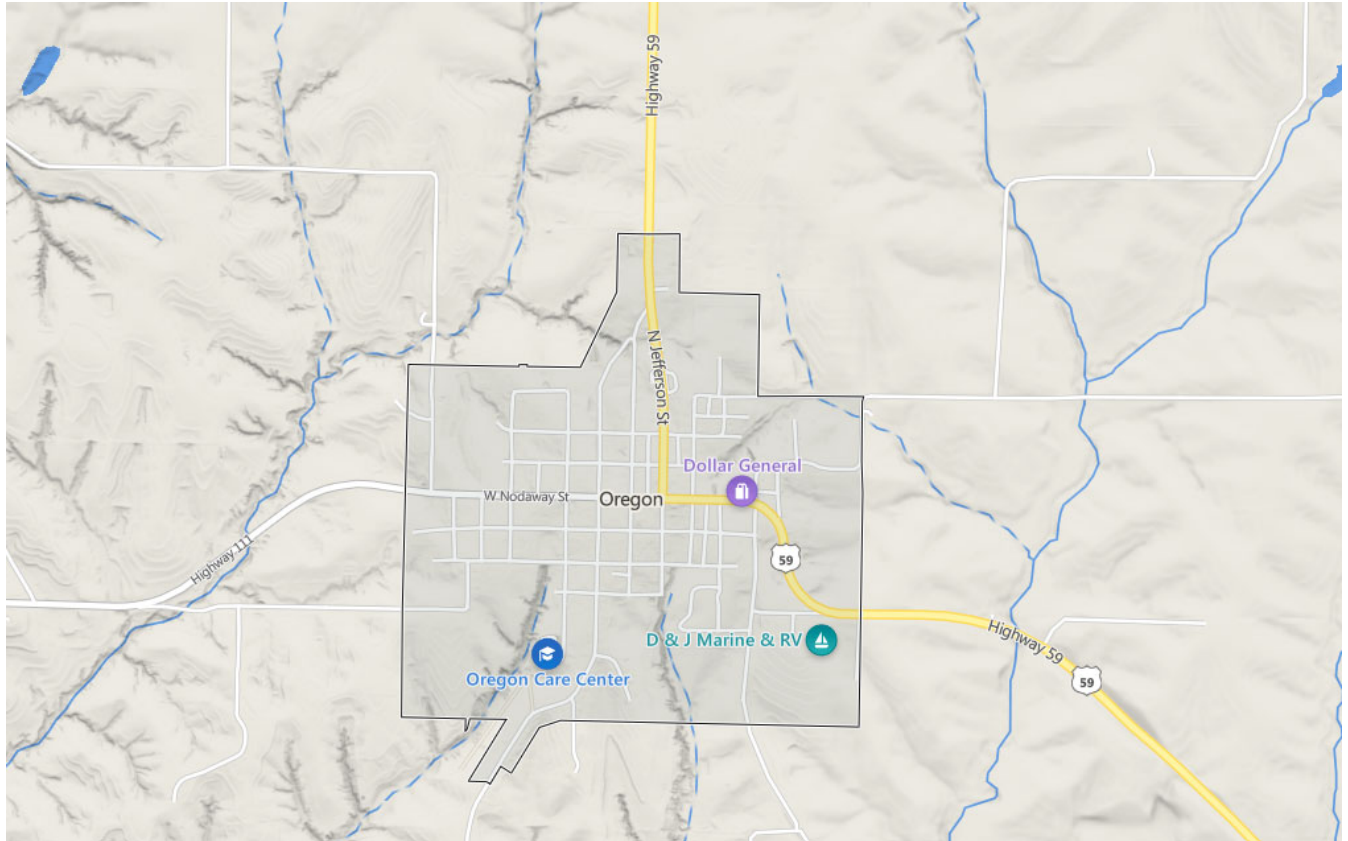 Highway 59
N Jefferson St
Dollar General
W Nodaway St
Oregon
Highway 111
59
D & J Marine & RV
Highway 59
Oregon Care Center
59